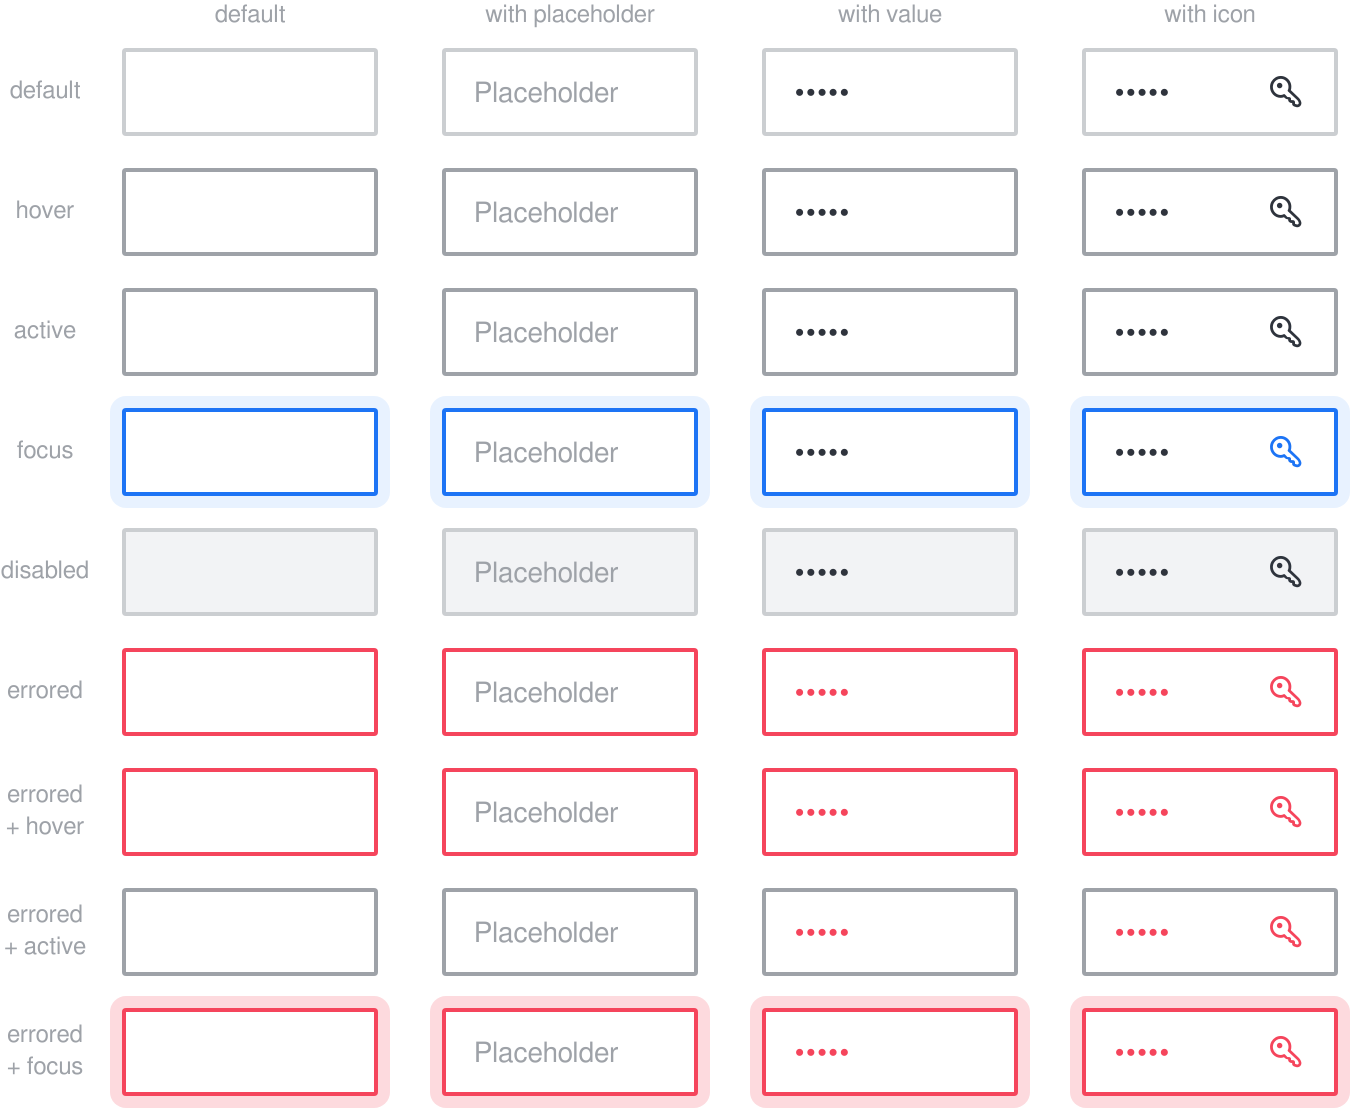 default with placeholder with value with icon
default Placeholder ••••• •••••
hover Placeholder ••••• •••••
active Placeholder ••••• •••••
focus Placeholder ••••• •••••
disabled Placeholder ••••• •••••
errored Placeholder ••••• •••••
errored
+ hover Placeholder ••••• •••••
errored
+ active Placeholder ••••• •••••
errored
+ focus Placeholder ••••• •••••